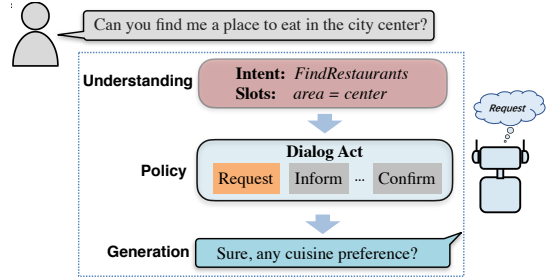 Can you find me a place to eat in the city center?
Understanding
Intent: FindRestaurants
Slots: area = center
Request
Policy
Dialog Act
Request Inform ... Confirm
Generation
Sure, any cuisine preference?